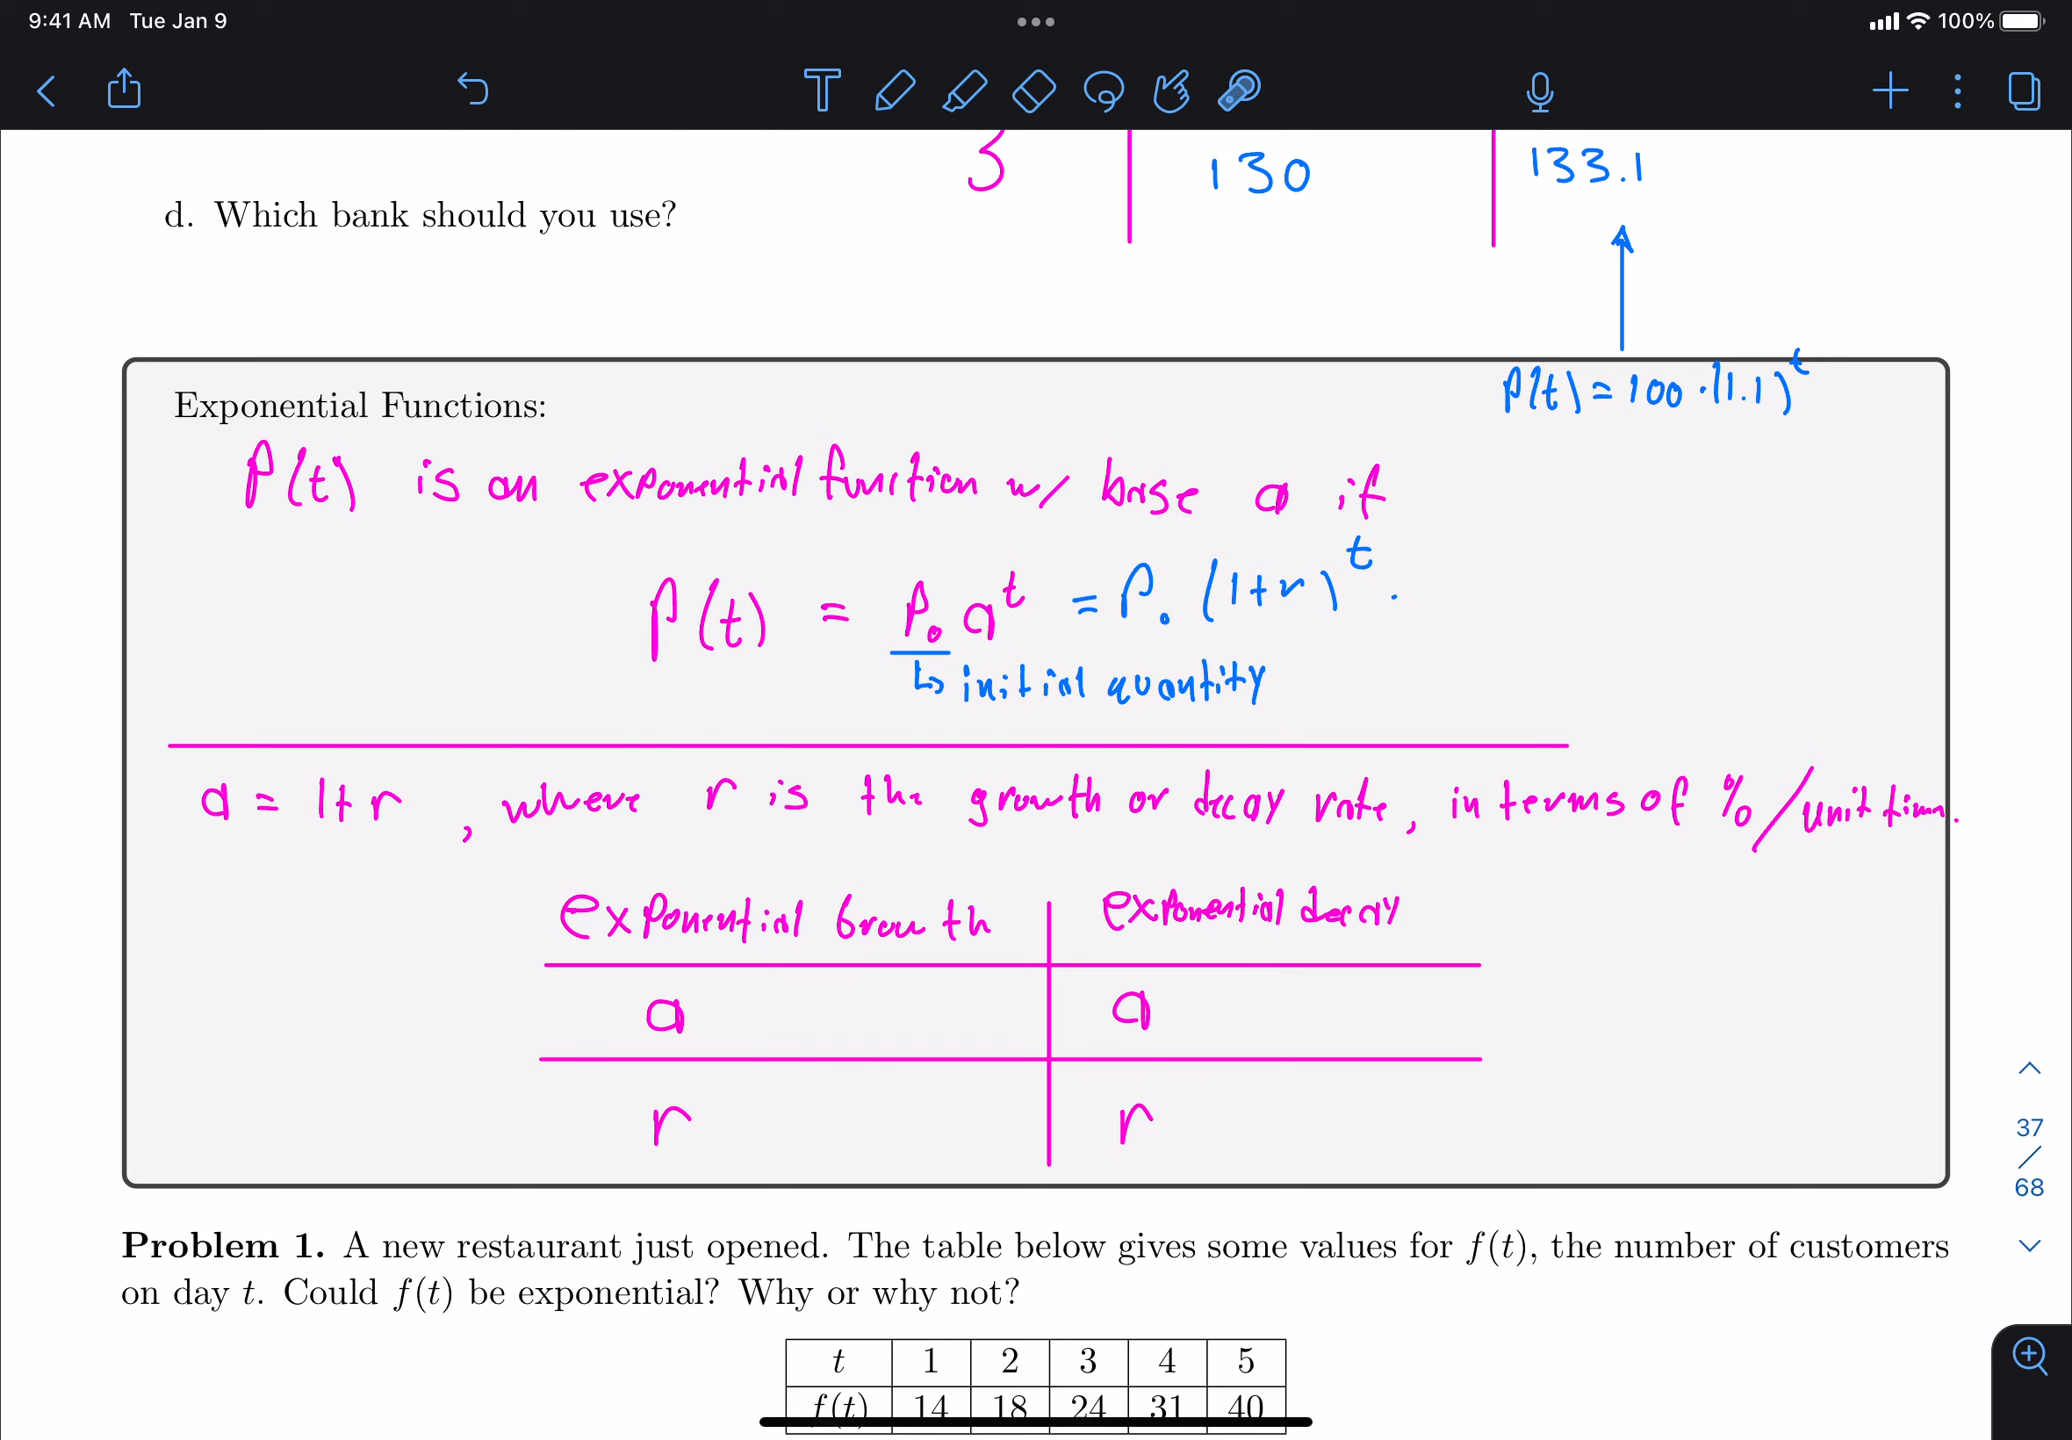 9:41 AM Tue Jan 9
100%
3 130 133.1
d. Which bank should you use?
P(t) = 100 · (1.1)^t
Exponential Functions:
P(t) is an exponential function w/ base a if
P(t) = P₀ a^t = P₀ (1+r)^t .
↳ initial quantity
a = 1+r , where r is the growth or decay rate, in terms of % / unit time.
exponential Growth exponential decay
a a
r r
37
/
68
Problem 1. A new restaurant just opened. The table below gives some values for f(t), the number of customers
on day t. Could f(t) be exponential? Why or why not?
t 1 2 3 4 5
f(t) 14 18 24 31 40